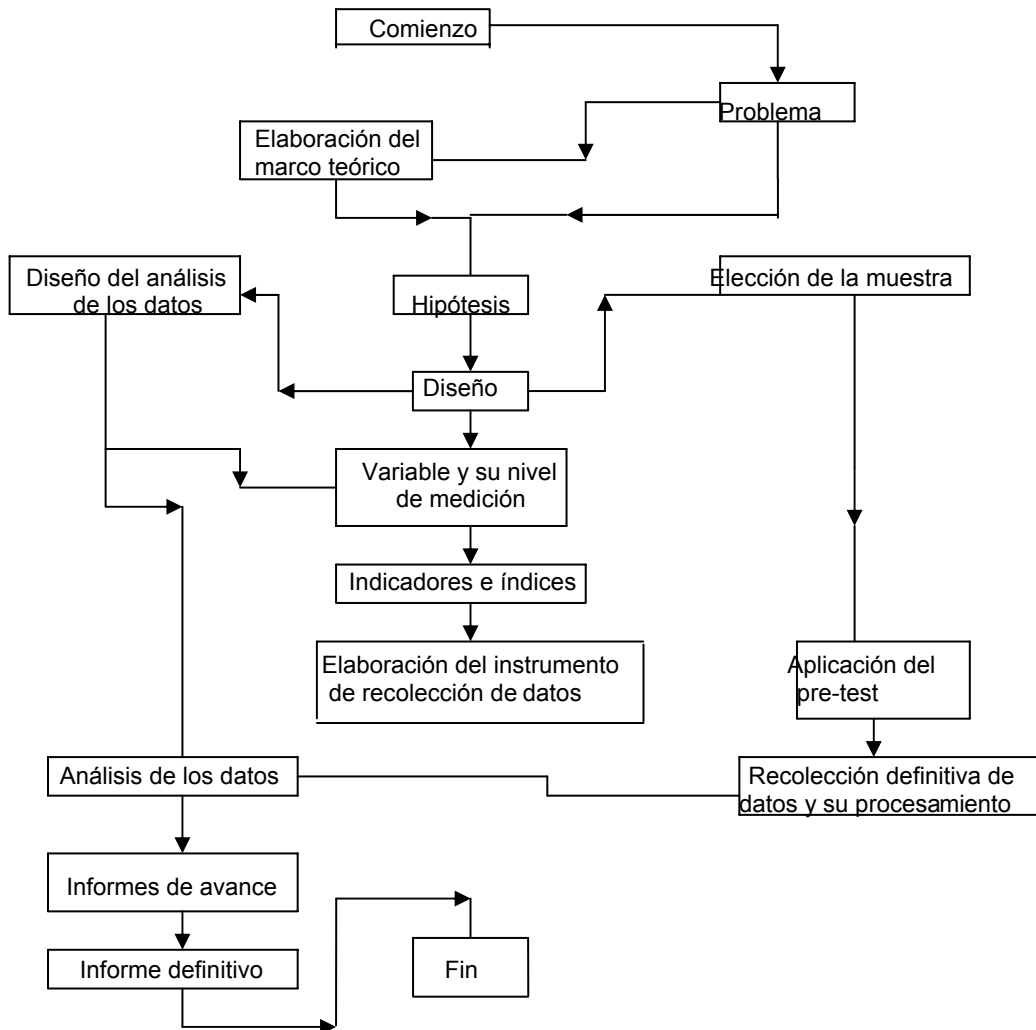 Comienzo
Problema
Elaboración del
marco teórico
Diseño del análisis
de los datos
Hipótesis
Elección de la muestra
Diseño
Variable y su nivel
de medición
Indicadores e índices
Elaboración del instrumento
de recolección de datos
Aplicación del
pre-test
Análisis de los datos
Recolección definitiva de
datos y su procesamiento
Informes de avance
Informe definitivo
Fin